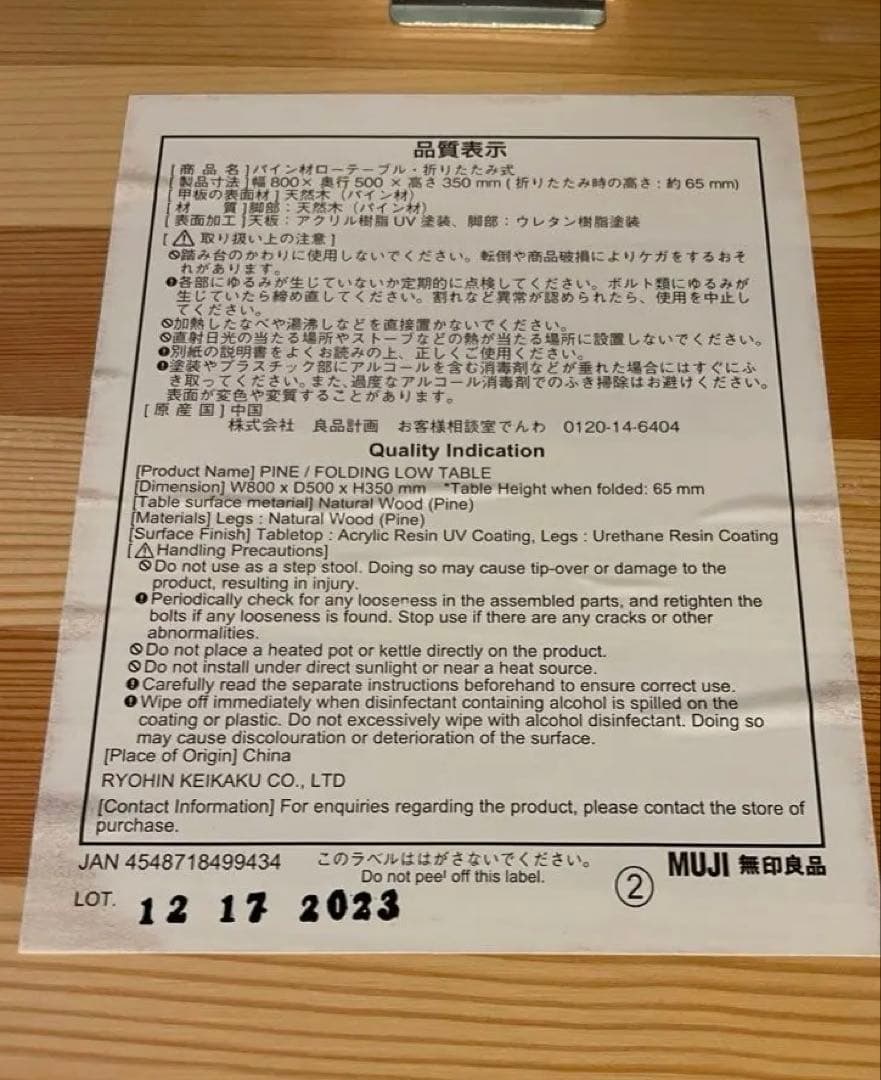 品質表示
[商 品 名]パイン材ローテーブル・折りたたみ式
[製品寸法]幅 800× 奥行 500 × 高さ 350 mm ( 折りたたみ時の高さ : 約 65 mm)
[甲板の表面材] 天然木 (パイン材)
[材 質]脚部 : 天然木 (パイン材)
[表面加工]天板 : アクリル樹脂 UV 塗装、脚部 : ウレタン樹脂塗装
[⚠ 取り扱い上の注意]
🛇踏み台のかわりに使用しないでください。転倒や商品破損によりケガをするおそ
れがあります。
❶各部にゆるみが生じていないか定期的に点検してください。ボルト類にゆるみが
生じていたら締め直してください。割れなど異常が認められたら、使用を中止し
てください。
🛇加熱したなべや湯沸しなどを直接置かないでください。
🛇直射日光の当たる場所やストーブなどの熱が当たる場所に設置しないでください。
❶別紙の説明書をよくお読みの上、正しくご使用ください。
❶塗装やプラスチック部にアルコールを含む消毒剤などが垂れた場合にはすぐにふ
き取ってください。また、過度なアルコール消毒剤でのふき掃除はお避けください。
表面が変色や変質することがあります。
[原 産 国]中国
株式会社 良品計画 お客様相談室でんわ 0120-14-6404
Quality Indication
[Product Name] PINE / FOLDING LOW TABLE
[Dimension] W800 x D500 x H350 mm *Table Height when folded: 65 mm
[Table surface metarial] Natural Wood (Pine)
[Materials] Legs : Natural Wood (Pine)
[Surface Finish] Tabletop : Acrylic Resin UV Coating, Legs : Urethane Resin Coating
[⚠Handling Precautions]
🛇Do not use as a step stool. Doing so may cause tip-over or damage to the
product, resulting in injury.
❶Periodically check for any looseness in the assembled parts, and retighten the
bolts if any looseness is found. Stop use if there are any cracks or other
abnormalities.
🛇Do not place a heated pot or kettle directly on the product.
🛇Do not install under direct sunlight or near a heat source.
❶Carefully read the separate instructions beforehand to ensure correct use.
❶Wipe off immediately when disinfectant containing alcohol is spilled on the
coating or plastic. Do not excessively wipe with alcohol disinfectant. Doing so
may cause discolouration or deterioration of the surface.
[Place of Origin] China
RYOHIN KEIKAKU CO., LTD
[Contact Information] For enquiries regarding the product, please contact the store of
purchase.
JAN 4548718499434
このラベルははがさないでください。
Do not peel off this label.
②
MUJI 無印良品
LOT. 12 17 2023